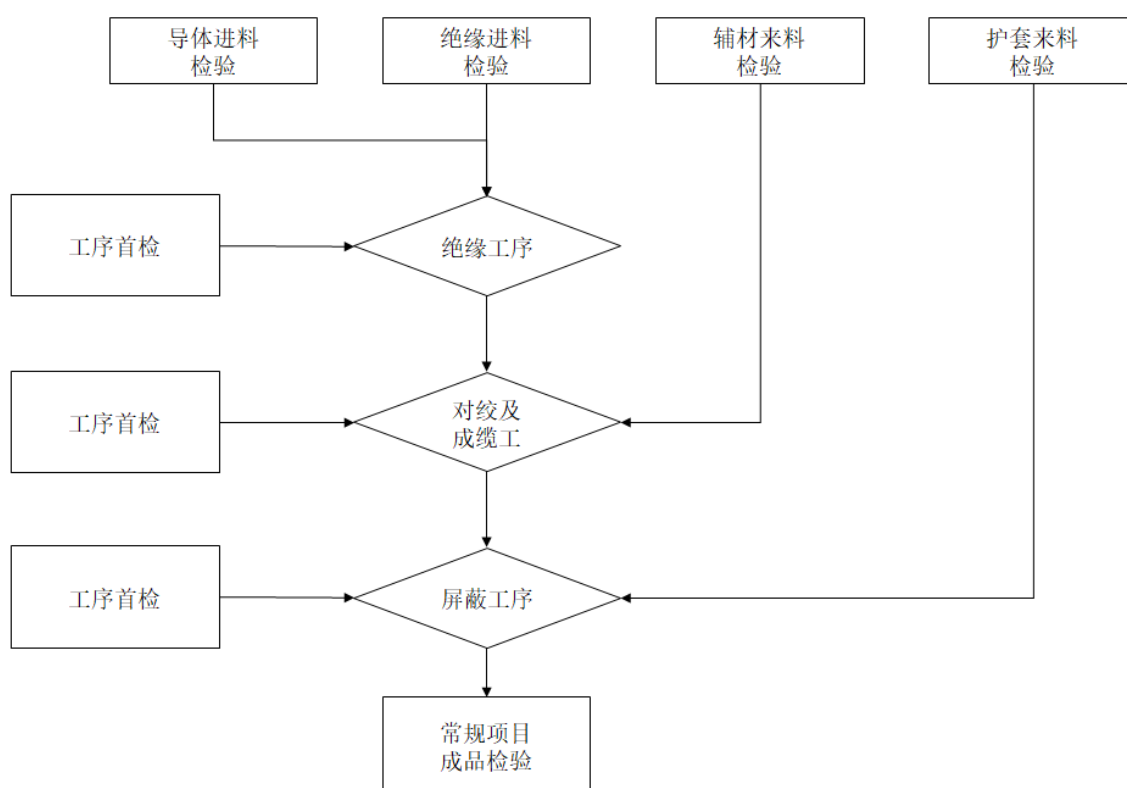 导体进料
检验
绝缘进料
检验
辅材来料
检验
护套来料
检验
工序首检
绝缘工序
工序首检
对绞及
成缆工
工序首检
屏蔽工序
常规项目
成品检验